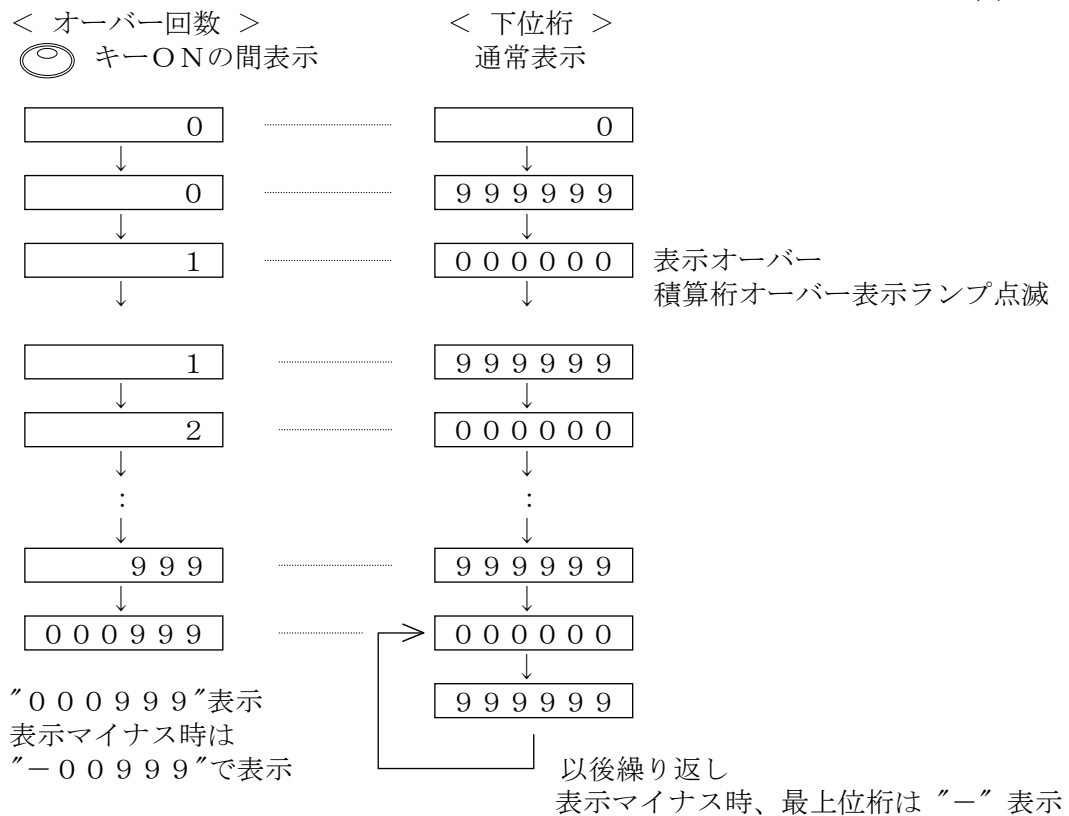 ＜ オーバー回数 ＞ ＜ 下位桁 ＞
キーＯＮの間表示 通常表示
０ ０
↓ ↓
０ ９９９９９９
↓ ↓
１ ００００００ 表示オーバー
↓ ↓ 積算桁オーバー表示ランプ点滅
１ ９９９９９９
↓ ↓
２ ００００００
↓ ↓
： ：
↓ ↓
９９９ ９９９９９９
↓ ↓
０００９９９ ００００００
↓
″０００９９９″表示 ９９９９９９
表示マイナス時は
″－００９９９″で表示 以後繰り返し
表示マイナス時、最上位桁は ″－″ 表示